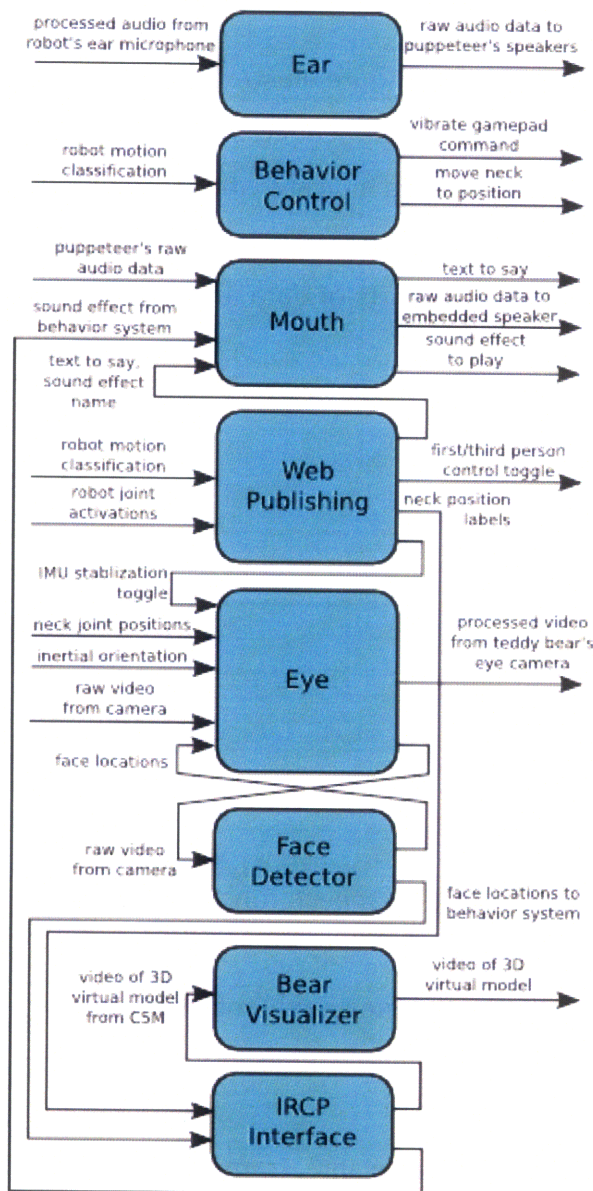 processed audio from
robot's ear microphone
Ear
raw audio data to
puppeteer's speakers
robot motion
classification
Behavior
Control
vibrate gamepad
command
move neck
to position
puppeteer's raw
audio data
sound effect from
behavior system
text to say,
sound effect
name
Mouth
text to say
raw audio data to
embedded speaker
sound effect
to play
robot motion
classification
robot joint
activations
Web
Publishing
first/third person
control toggle
neck position
labels
IMU stablization
toggle
neck joint positions
inertial orientation
raw video
from camera
face locations
Eye
processed video
from teddy bear's
eye camera
raw video
from camera
Face
Detector
face locations to
behavior system
video of 3D
virtual model
from CSM
Bear
Visualizer
video of 3D
virtual model
IRCP
Interface